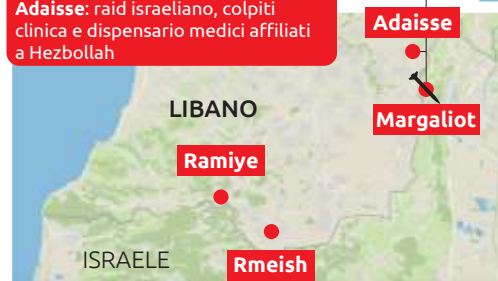 Adaisse: raid israeliano, colpiti
clinica e dispensario medici affiliati
a Hezbollah
Adaisse
LIBANO
Margaliot
Ramiye
ISRAELE
Rmeish